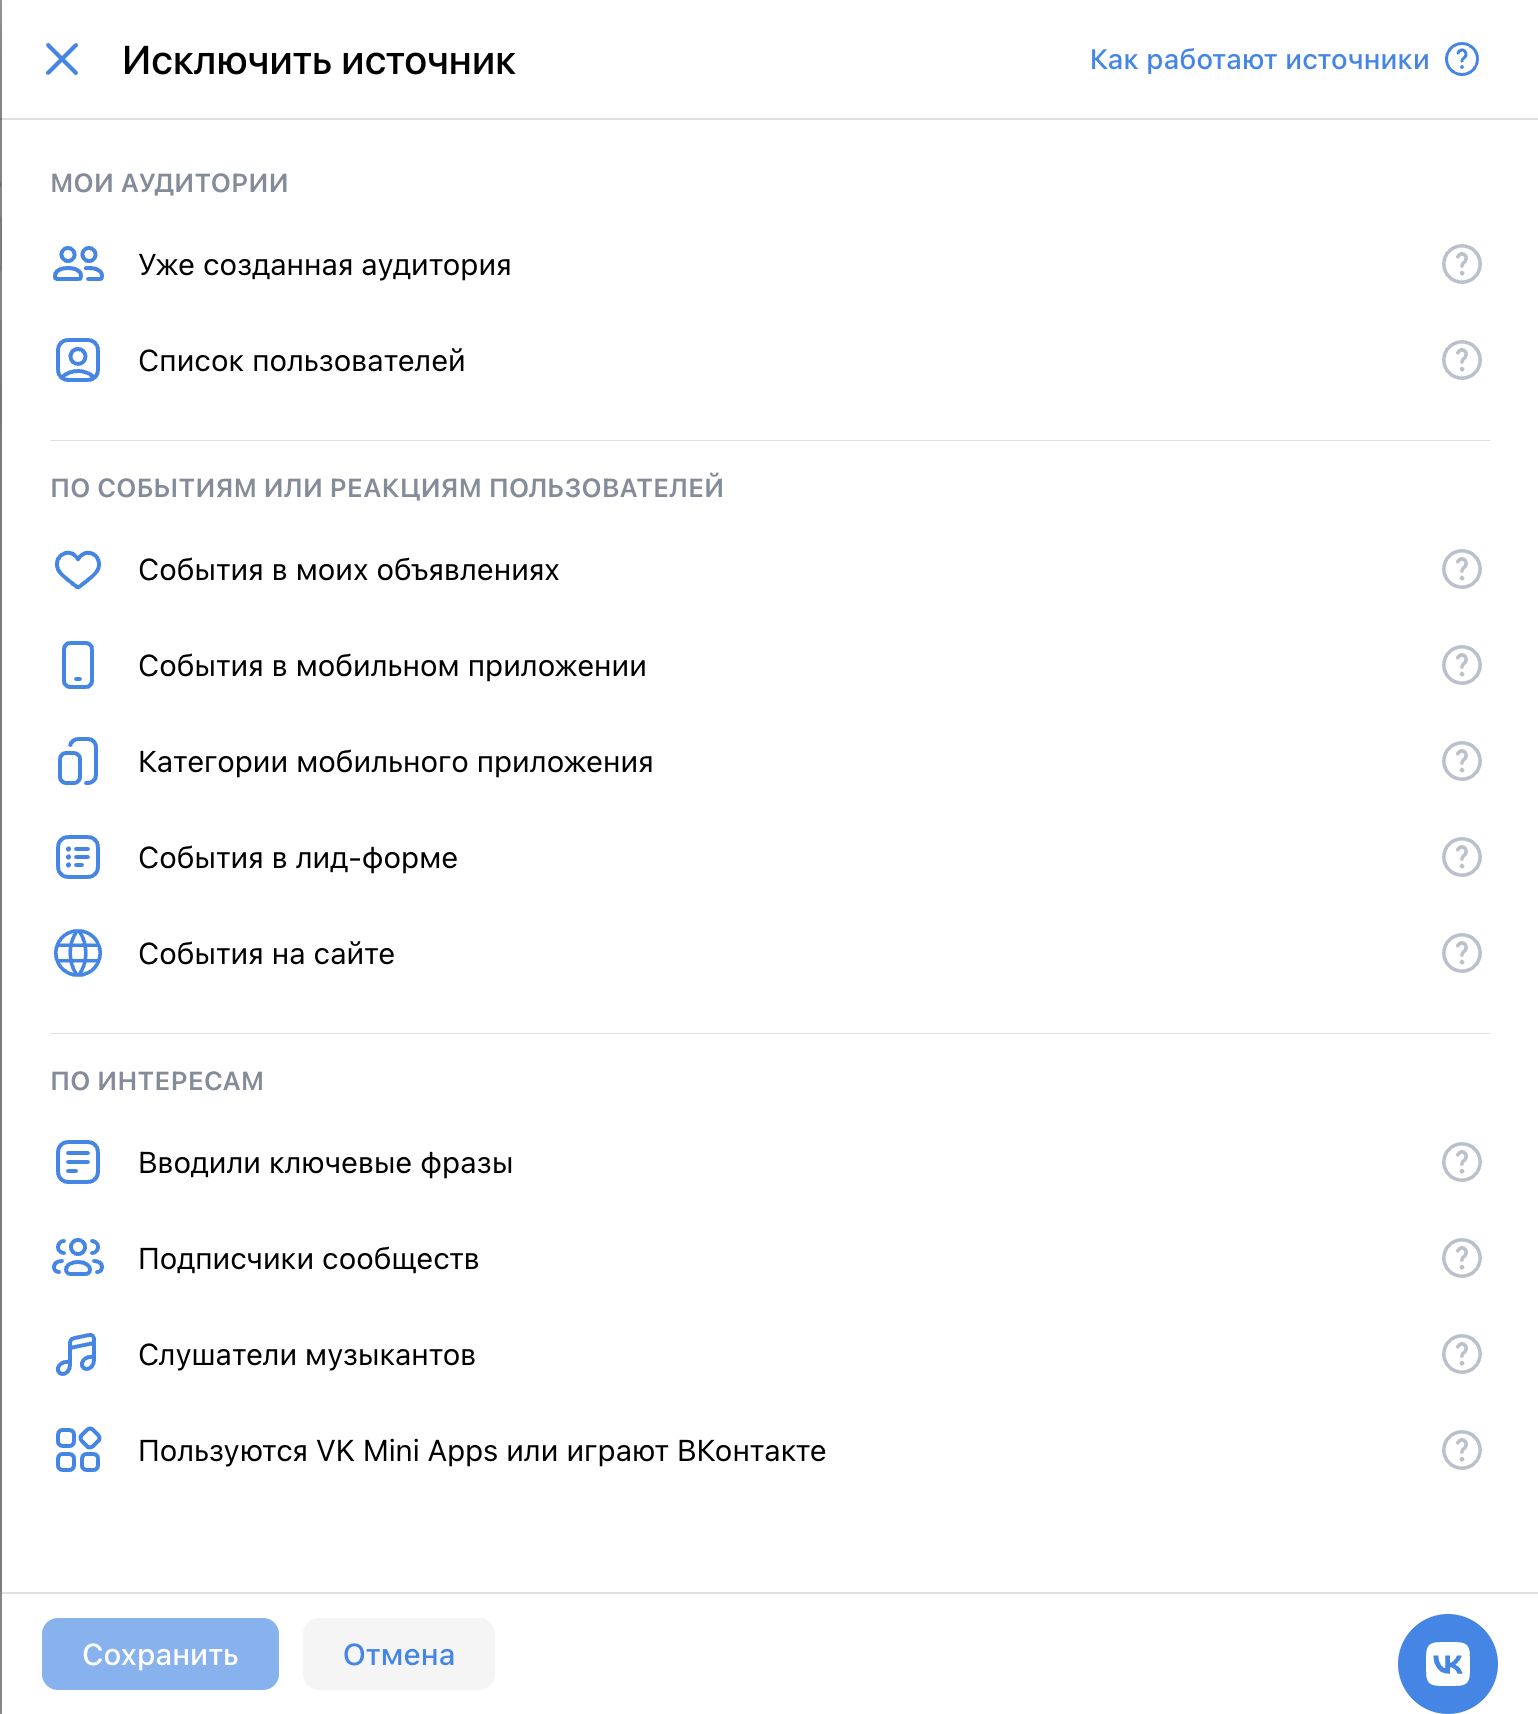 Исключить источник
Как работают источники
МОИ АУДИТОРИИ
Уже созданная аудитория
Список пользователей
ПО СОБЫТИЯМ ИЛИ РЕАКЦИЯМ ПОЛЬЗОВАТЕЛЕЙ
События в моих объявлениях
События в мобильном приложении
Категории мобильного приложения
События в лид-форме
События на сайте
ПО ИНТЕРЕСАМ
Вводили ключевые фразы
Подписчики сообществ
Слушатели музыкантов
Пользуются VK Mini Apps или играют ВКонтакте
Сохранить
Отмена